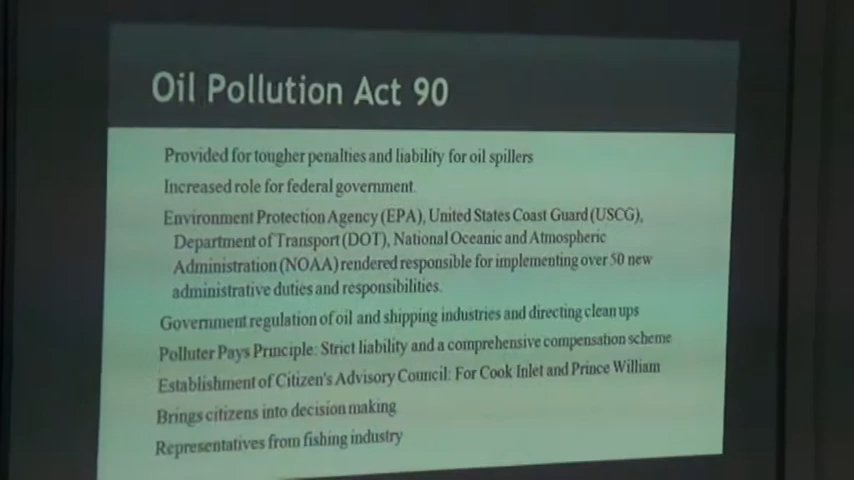 Oil Pollution Act 90
Provided for tougher penalties and liability for oil spillers
Increased role for federal government.
Environment Protection Agency (EPA), United States Coast Guard (USCG),
Department of Transport (DOT), National Oceanic and Atmospheric
Administration (NOAA) rendered responsible for implementing over 50 new
administrative duties and responsibilities.
Government regulation of oil and shipping industries and directing clean ups
Polluter Pays Principle: Strict liability and a comprehensive compensation scheme
Establishment of Citizen's Advisory Council: For Cook Inlet and Prince William
Brings citizens into decision making
Representatives from fishing industry